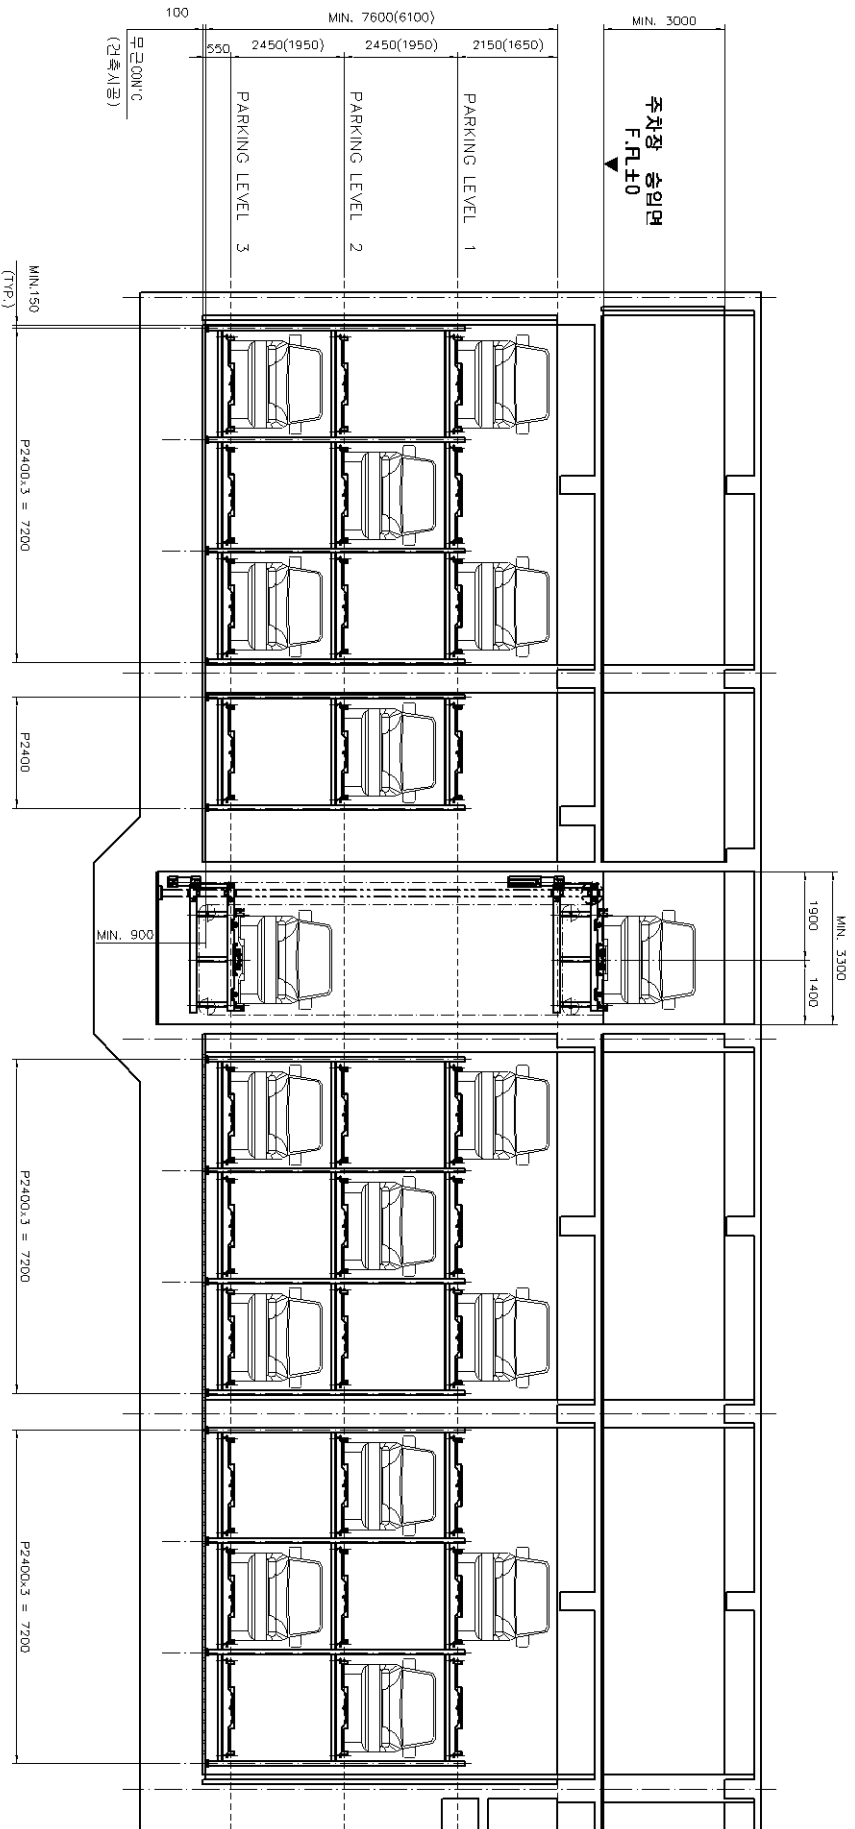 100
MIN. 7600(6100)
MIN. 3000
550
2450(1950)
2450(1950)
2150(1650)
무근CON'C
(건축시공)
PARKING LEVEL 3
PARKING LEVEL 2
PARKING LEVEL 1
주차장 승입면
F.FL±0
MIN.150
(TYP.)
P2400x3 = 7200
P2400
MIN. 900
1900
1400
MIN. 3300
P2400x3 = 7200
P2400x3 = 7200